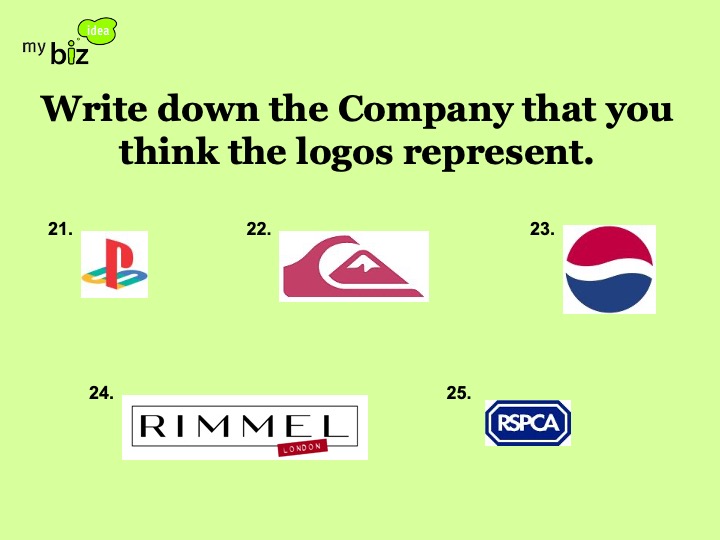 idea
my biz
Write down the Company that you
think the logos represent.
21.
22.
23.
24.
RIMMEL
LONDON
25.
RSPCA